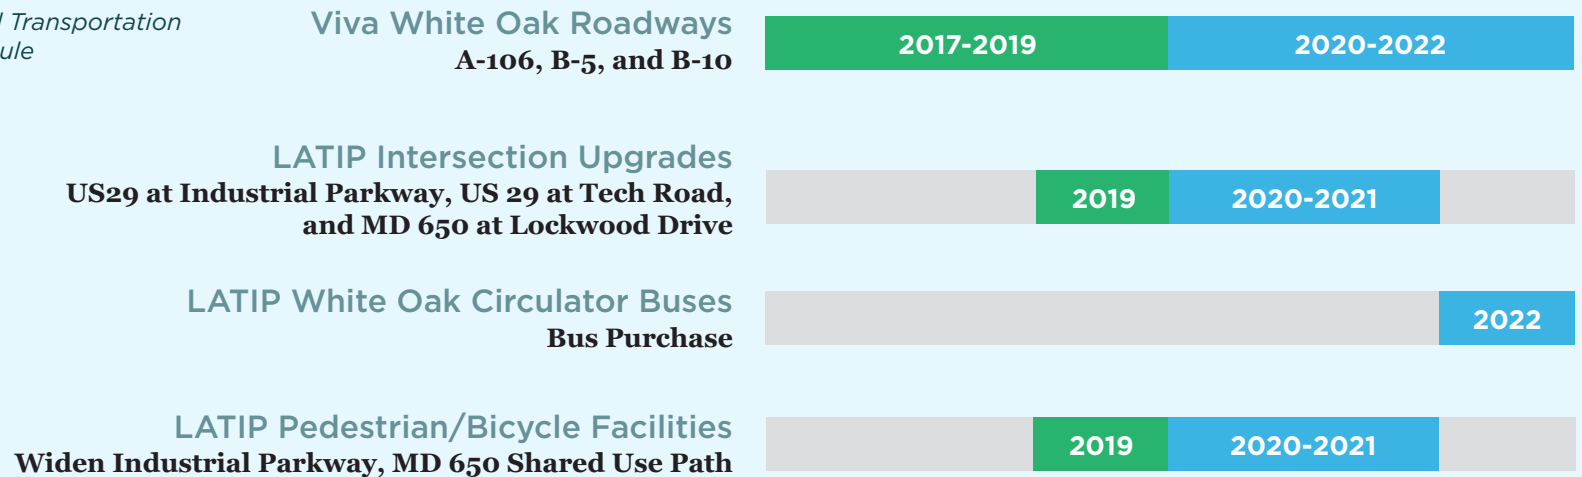 Transportation
Viva White Oak Roadways
A-106, B-5, and B-10
2017-2019
2020-2022
LATIP Intersection Upgrades
US29 at Industrial Parkway, US 29 at Tech Road,
and MD 650 at Lockwood Drive
2019
2020-2021
LATIP White Oak Circulator Buses
Bus Purchase
2022
LATIP Pedestrian/Bicycle Facilities
Widen Industrial Parkway, MD 650 Shared Use Path
2019
2020-2021